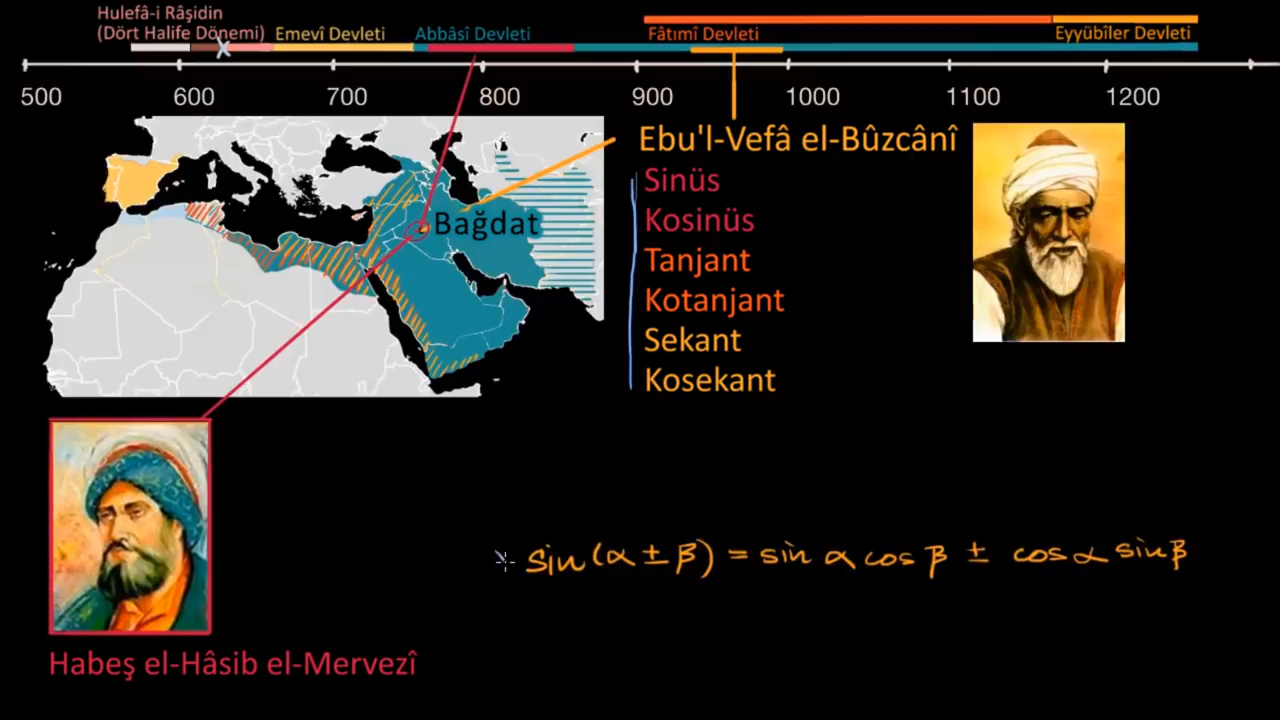 Hulefâ-i Râşidin
(Dört Halife Dönemi) Emevî Devleti Abbâsî Devleti Fâtımî Devleti Eyyübîler Devleti
500 600 700 800 900 1000 1100 1200
Ebu'l-Vefâ el-Bûzcânî
Sinüs
Kosinüs
Bağdat
Tanjant
Kotanjant
Sekant
Kosekant
sin(α ± β) = sin α cos β ± cos α sin β
Habeş el-Hâsib el-Mervezî